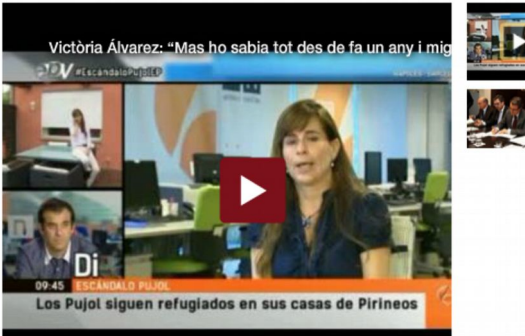 Victòria Álvarez: “Mas ho sabia tot des de fa un any i mig
#EscándaloPujolEP
Di
09:45 ESCÁNDALO PUJOL
Los Pujol siguen refugiados en sus casas de Pirineos